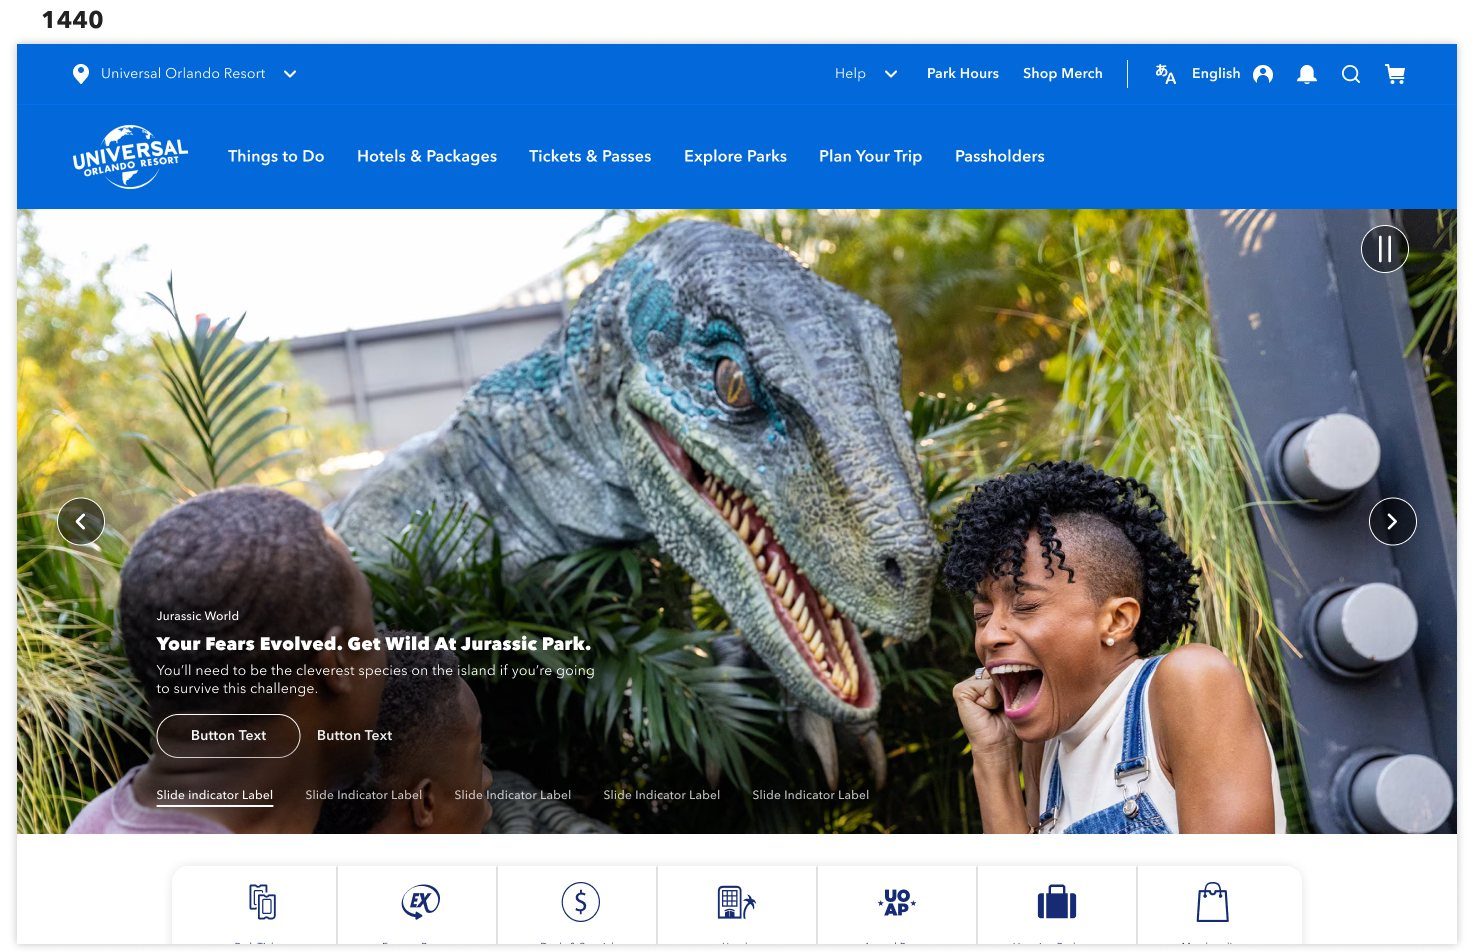 1440
Universal Orlando Resort
Help
Park Hours
Shop Merch
あA
English
UNIVERSAL
ORLANDO RESORT
Things to Do
Hotels & Packages
Tickets & Passes
Explore Parks
Plan Your Trip
Passholders
Jurassic World
Your Fears Evolved. Get Wild At Jurassic Park.
You'll need to be the cleverest species on the island if you're going
to survive this challenge.
Button Text
Button Text
Slide indicator Label
Slide Indicator Label
Slide Indicator Label
Slide Indicator Label
Slide Indicator Label
EX
$
UO
AP